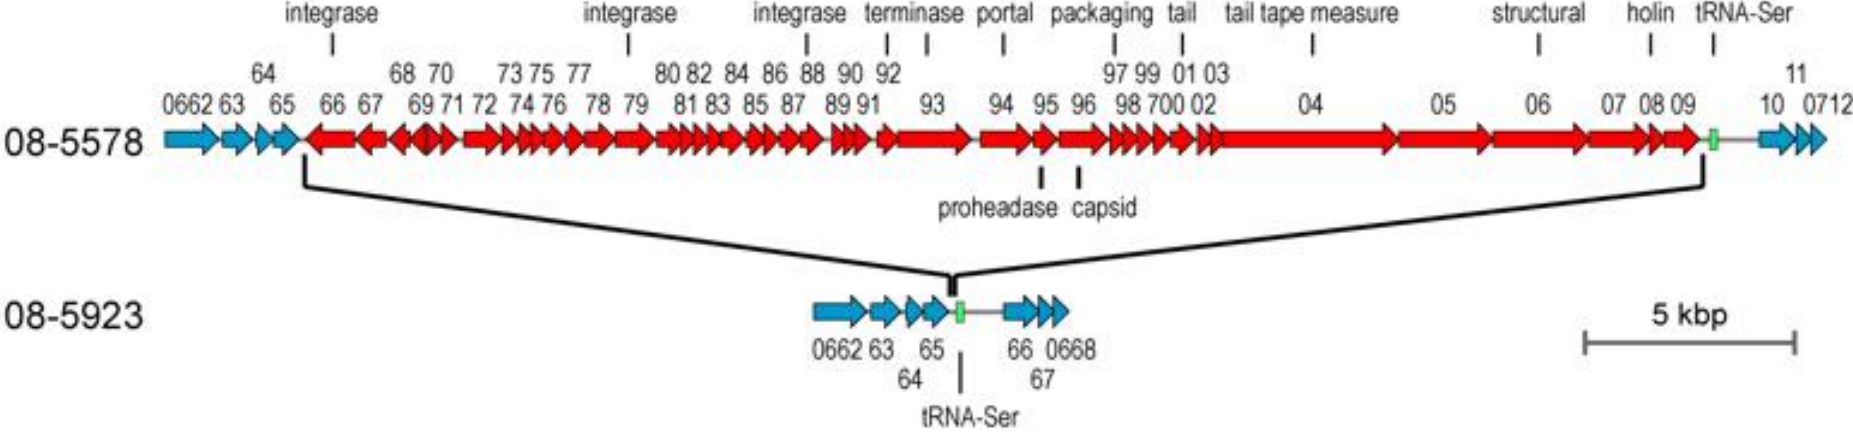 integrase integrase integrase terminase portal packaging tail tail tape measure structural holin tRNA-Ser
64 68 70 73 75 77 80 82 84 86 88 90 92 97 99 01 03 11
0662 63 65 66 67 69 71 72 74 76 78 79 81 83 85 87 89 91 93 94 95 96 98 700 02 04 05 06 07 08 09 10 0712
08-5578
proheadase capsid
08-5923
5 kbp
0662 63 65 66 0668
64 67
tRNA-Ser